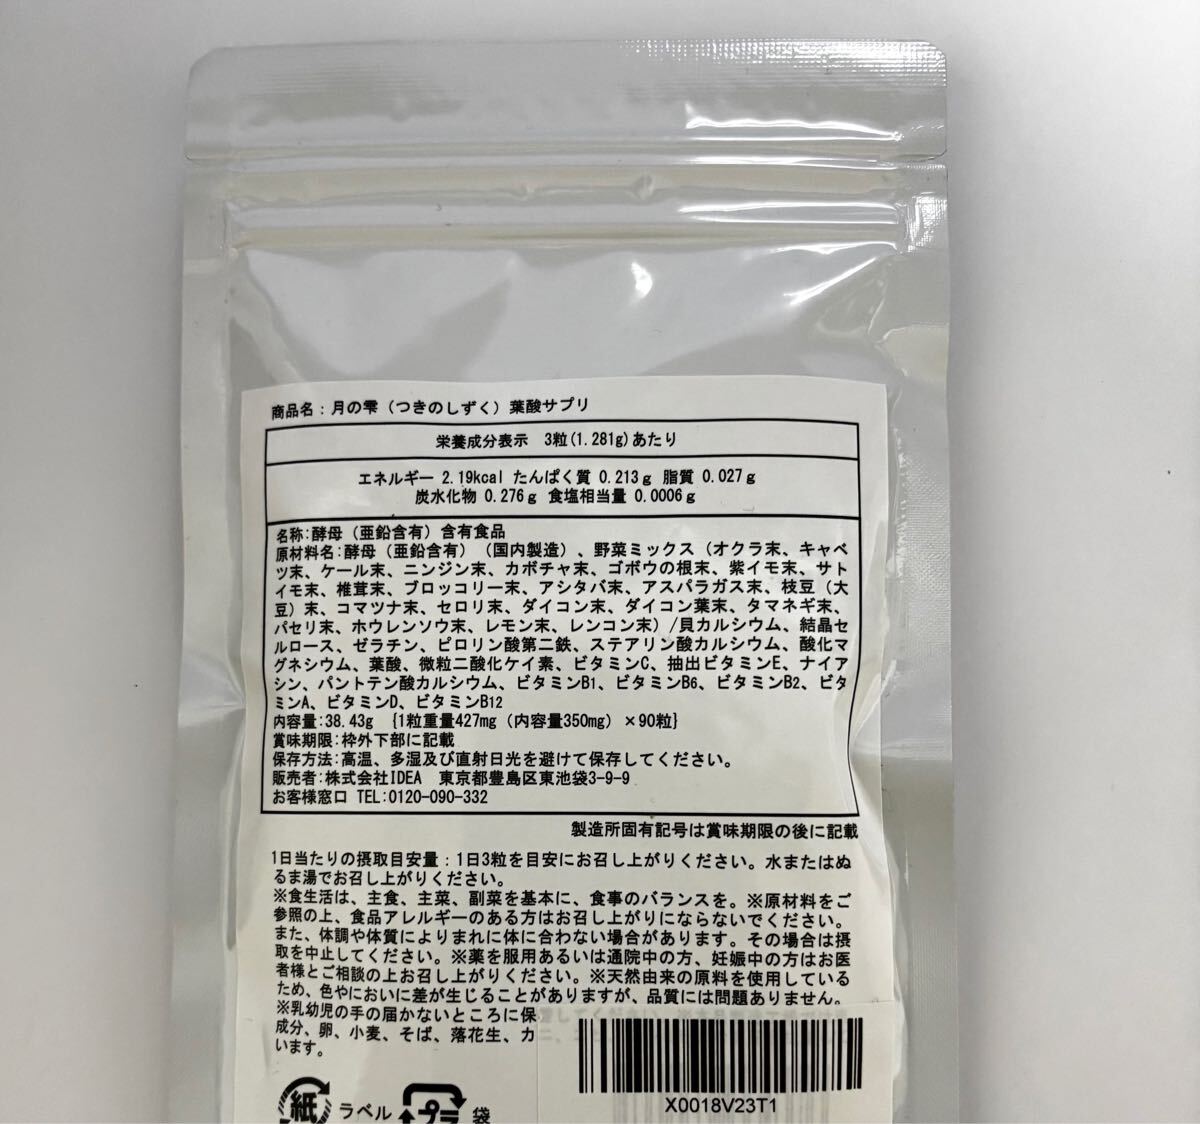 商品名：月の雫（つきのしずく）葉酸サプリ
栄養成分表示　3粒(1.281g)あたり
エネルギー 2.19kcal たんぱく質 0.213ｇ 脂質 0.027ｇ
炭水化物 0.276ｇ 食塩相当量 0.0006ｇ
名称:酵母（亜鉛含有）含有食品
原材料名:酵母（亜鉛含有）（国内製造）、野菜ミックス（オクラ末、キャベ
ツ末、ケール末、ニンジン末、カボチャ末、ゴボウの根末、紫イモ末、サト
イモ末、椎茸末、ブロッコリー末、アシタバ末、アスパラガス末、枝豆（大
豆）末、コマツナ末、セロリ末、ダイコン末、ダイコン葉末、タマネギ末、
パセリ末、ホウレンソウ末、レモン末、レンコン末）/貝カルシウム、結晶セ
ルロース、ゼラチン、ピロリン酸第二鉄、ステアリン酸カルシウム、酸化マ
グネシウム、葉酸、微粒二酸化ケイ素、ビタミンC、抽出ビタミンE、ナイア
シン、パントテン酸カルシウム、ビタミンB1、ビタミンB6、ビタミンB2、ビタ
ミンA、ビタミンD、ビタミンB12
内容量:38.43g　{1粒重量427mg（内容量350mg）×90粒}
賞味期限:枠外下部に記載
保存方法:高温、多湿及び直射日光を避けて保存してください。
販売者:株式会社IDEA　東京都豊島区東池袋3-9-9
お客様窓口 TEL:0120-090-332
製造所固有記号は賞味期限の後に記載
1日当たりの摂取目安量：1日3粒を目安にお召し上がりください。水またはぬ
るま湯でお召し上がりください。
※食生活は、主食、主菜、副菜を基本に、食事のバランスを。※原材料をご
参照の上、食品アレルギーのある方はお召し上がりにならないでください。
また、体調や体質によりまれに体に合わない場合があります。その場合は摂
取を中止してください。※薬を服用あるいは通院中の方、妊娠中の方はお医
者様とご相談の上お召し上がりください。※天然由来の原料を使用している
ため、色やにおいに差が生じることがありますが、品質には問題ありません。
※乳幼児の手の届かないところに保
成分、卵、小麦、そば、落花生、カ
います。
紙 ラベル プラ 袋
X0018V23T1